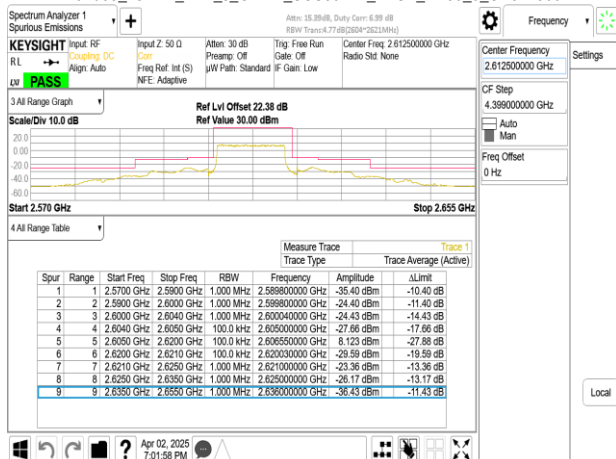 Spectrum Analyzer 1
Spurious Emissions
Attn: 15.39dB, Duty Corr: 6.99 dB
RBW Trans:4.77dB(2604~2621MHz)
Frequency
KEYSIGHT
RL
PASS
Input: RF
Coupling: DC
Align: Auto
Input Z: 50 Ω
Corr
Freq Ref: Int (S)
NFE: Adaptive
Atten: 30 dB
Preamp: Off
µW Path: Standard
Trig: Free Run
Gate: Off
IF Gain: Low
Center Freq: 2.612500000 GHz
Radio Std: None
Center Frequency
2.612500000 GHz
Settings
CF Step
4.399000000 GHz
Auto
Man
Freq Offset
0 Hz
3 All Range Graph
Scale/Div 10.0 dB
Ref Lvl Offset 22.38 dB
Ref Value 30.00 dBm
20.0
0.00
-20.0
-40.0
-60.0
Start 2.570 GHz
Stop 2.655 GHz
4 All Range Table
Measure Trace Trace 1
Trace Type Trace Average (Active)
Spur Range Start Freq Stop Freq RBW Frequency Amplitude ΔLimit
1 1 2.5700 GHz 2.5900 GHz 1.000 MHz 2.589800000 GHz -35.40 dBm -10.40 dB
2 2 2.5900 GHz 2.6000 GHz 1.000 MHz 2.599800000 GHz -24.40 dBm -11.40 dB
3 3 2.6000 GHz 2.6040 GHz 1.000 MHz 2.600040000 GHz -24.43 dBm -14.43 dB
4 4 2.6040 GHz 2.6050 GHz 100.0 kHz 2.605000000 GHz -27.66 dBm -17.66 dB
5 5 2.6050 GHz 2.6200 GHz 100.0 kHz 2.606550000 GHz 8.123 dBm -27.88 dB
6 6 2.6200 GHz 2.6210 GHz 100.0 kHz 2.620030000 GHz -29.59 dBm -19.59 dB
7 7 2.6210 GHz 2.6250 GHz 1.000 MHz 2.621000000 GHz -23.36 dBm -13.36 dB
8 8 2.6250 GHz 2.6350 GHz 1.000 MHz 2.625000000 GHz -26.17 dBm -13.17 dB
9 9 2.6350 GHz 2.6550 GHz 1.000 MHz 2.636000000 GHz -36.43 dBm -11.43 dB
Local
?
Apr 02, 2025
7:01:58 PM